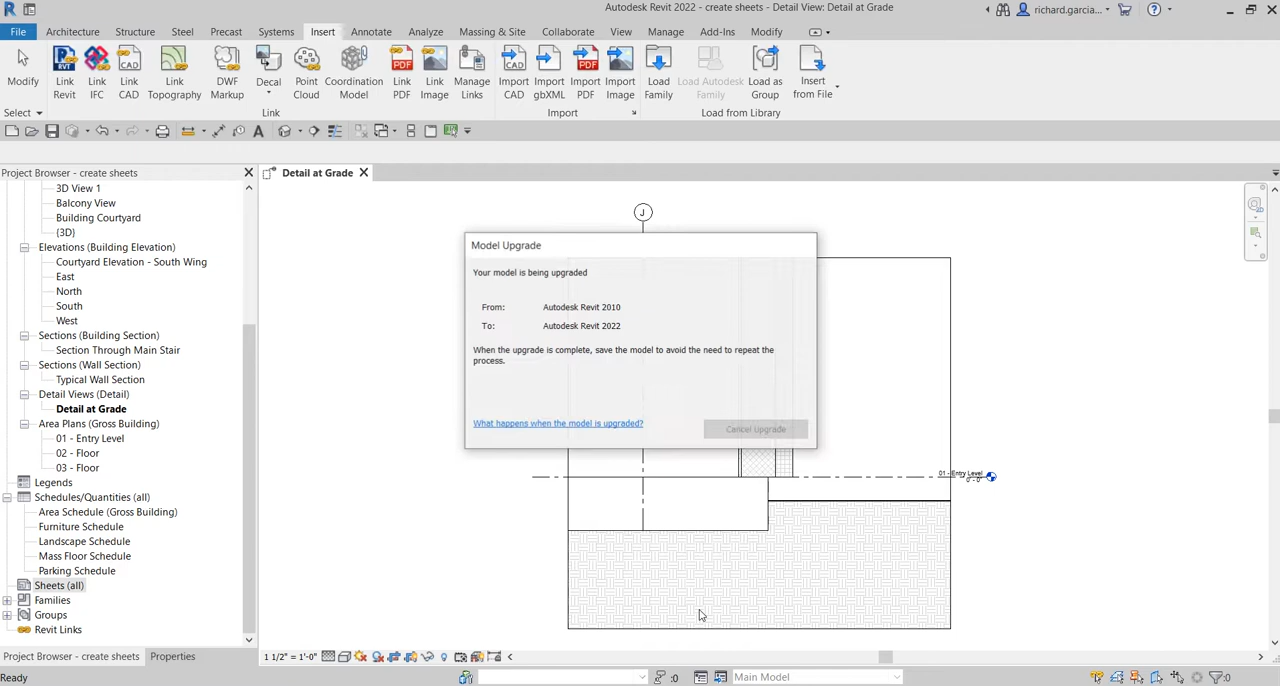 Autodesk Revit 2022 - create sheets - Detail View: Detail at Grade
richard.garcia...
File Architecture Structure Steel Precast Systems Insert Annotate Analyze Massing & Site Collaborate View Manage Add-Ins Modify
Modify
Link Revit
Link IFC
Link CAD
Link Topography
DWF Markup
Decal
Point Cloud
Coordination Model
Link PDF
Link Image
Manage Links
Import CAD
Import gbXML
Import PDF
Import Image
Load Family
Load Autodesk Family
Load as Group
Insert from File
Select
Link
Import
Load from Library
Project Browser - create sheets
Detail at Grade
3D View 1
Balcony View
Building Courtyard
{3D}
Elevations (Building Elevation)
Courtyard Elevation - South Wing
East
North
South
West
Sections (Building Section)
Section Through Main Stair
Sections (Wall Section)
Typical Wall Section
Detail Views (Detail)
Detail at Grade
Area Plans (Gross Building)
01 - Entry Level
02 - Floor
03 - Floor
Legends
Schedules/Quantities (all)
Area Schedule (Gross Building)
Furniture Schedule
Landscape Schedule
Mass Floor Schedule
Parking Schedule
Sheets (all)
Families
Groups
Revit Links
J
Model Upgrade
Your model is being upgraded
From: Autodesk Revit 2010
To: Autodesk Revit 2022
When the upgrade is complete, save the model to avoid the need to repeat the
process.
What happens when the model is upgraded?
Cancel Upgrade
01 - Entry Level
0' - 0"
Project Browser - create sheets
Properties
1 1/2" = 1'-0"
Ready
:0
Main Model
:0